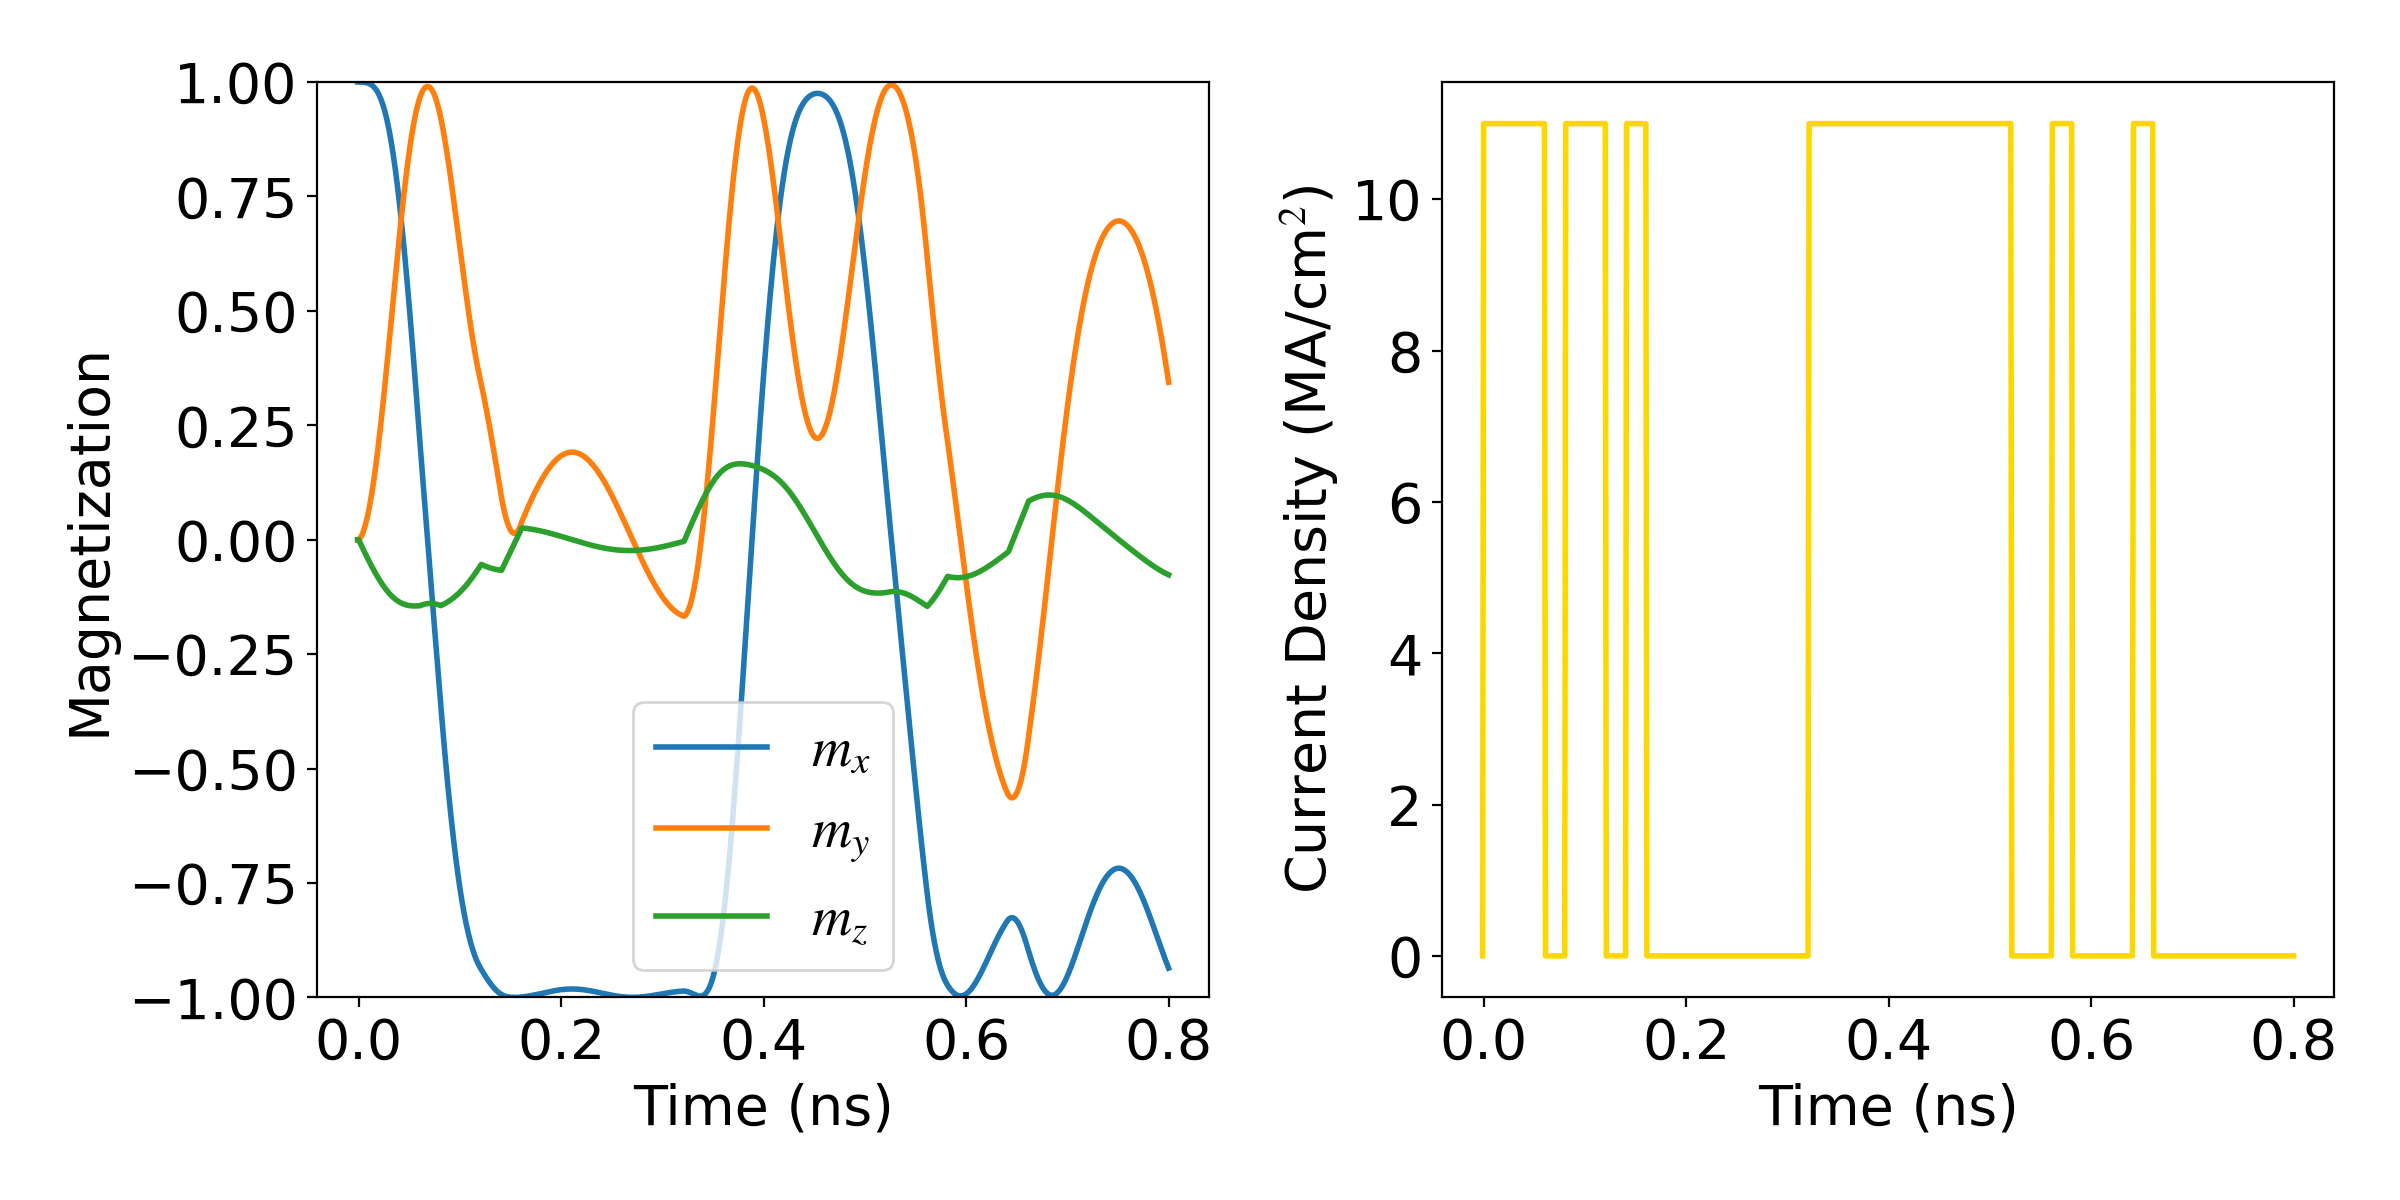 1.00
0.75
0.50
0.25
0.00
−0.25
−0.50
−0.75
−1.00
Magnetization
0.0 0.2 0.4 0.6 0.8
Time (ns)
m_x
m_y
m_z
10
8
6
4
2
0
Current Density (MA/cm²)
0.0 0.2 0.4 0.6 0.8
Time (ns)